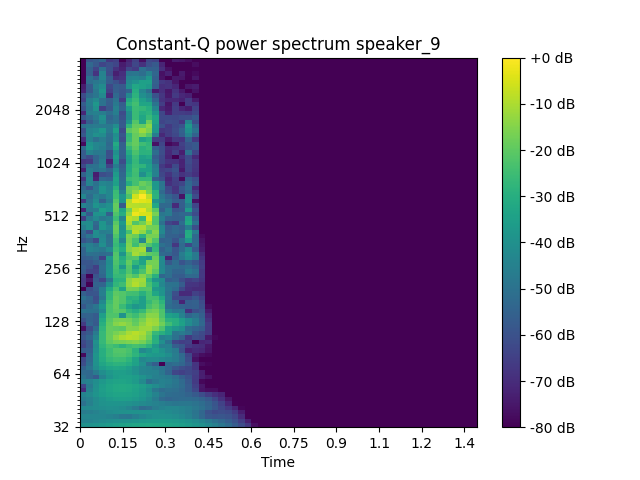 Constant-Q power spectrum speaker_9
+0 dB
-10 dB
-20 dB
-30 dB
-40 dB
-50 dB
-60 dB
-70 dB
-80 dB
Hz
2048
1024
512
256
128
64
32
0 0.15 0.3 0.45 0.6 0.75 0.9 1.1 1.2 1.4
Time